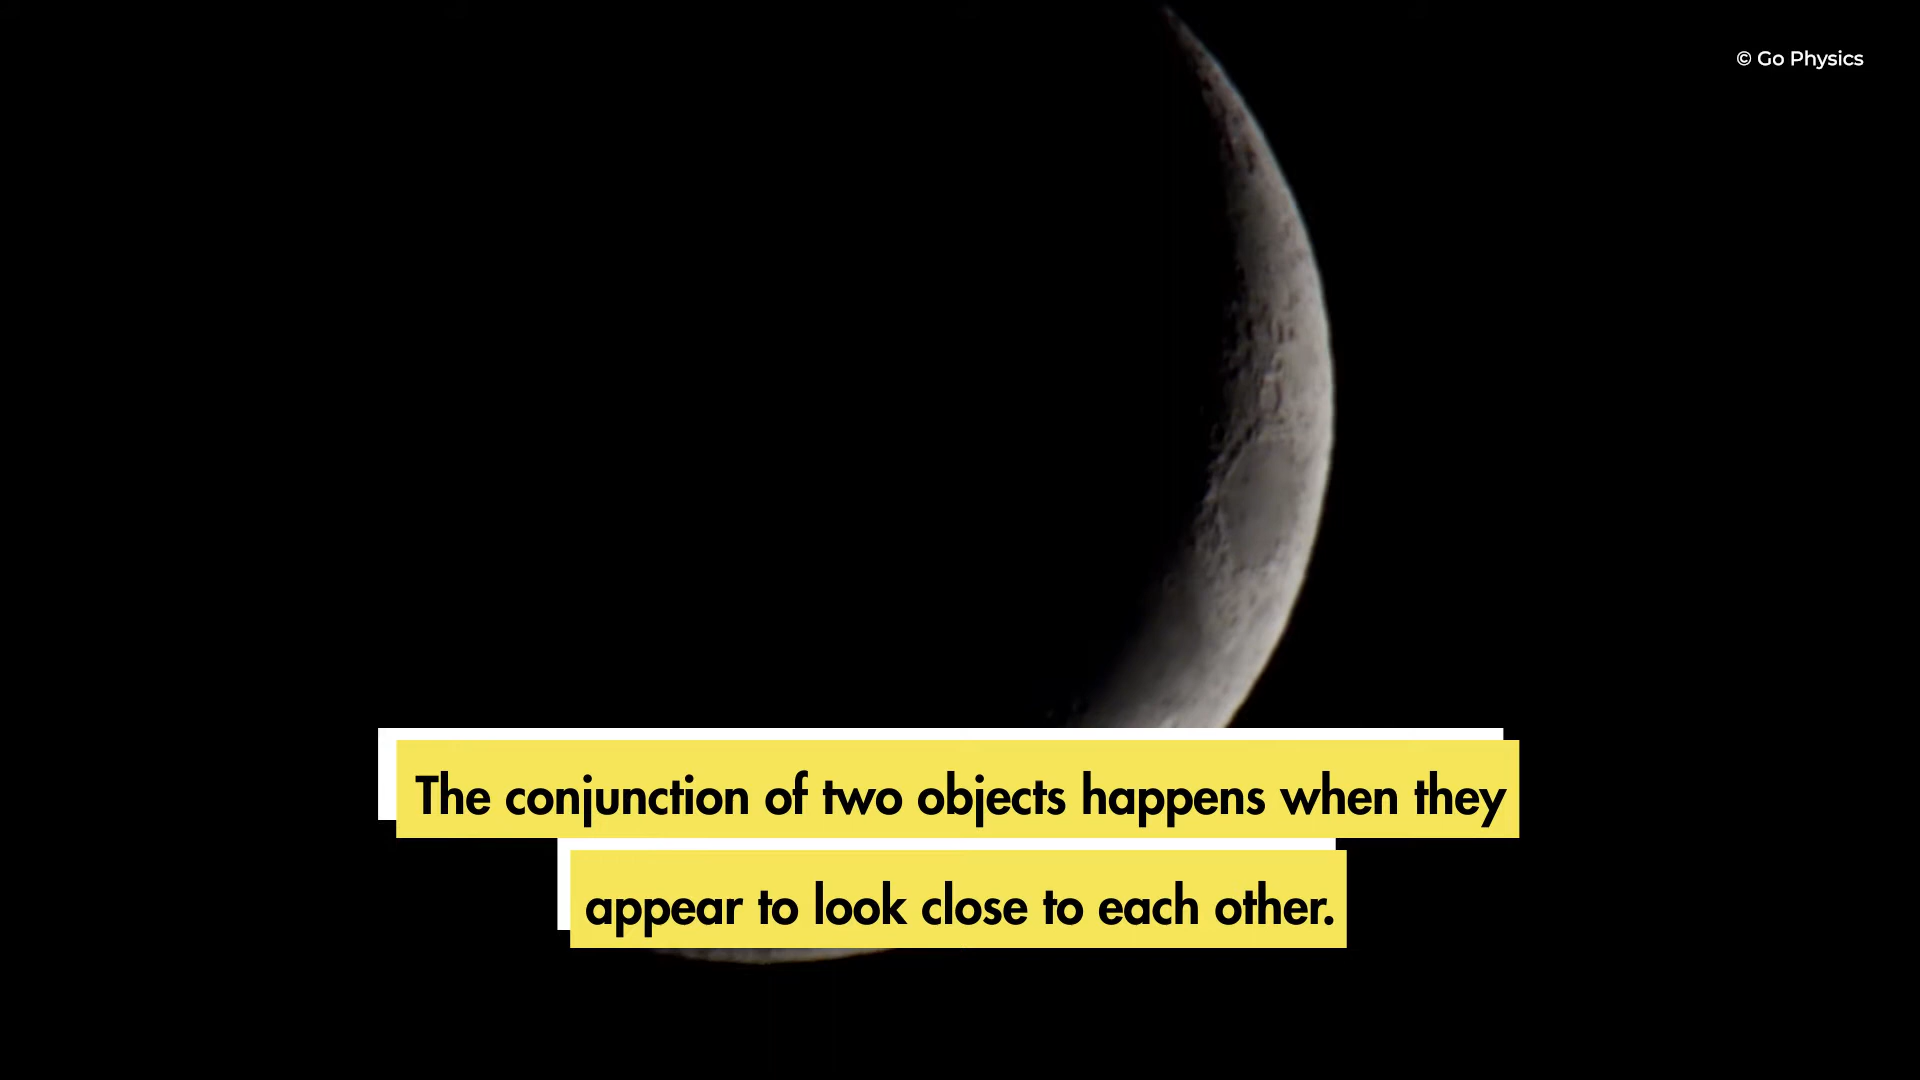 © Go Physics
The conjunction of two objects happens when they
appear to look close to each other.